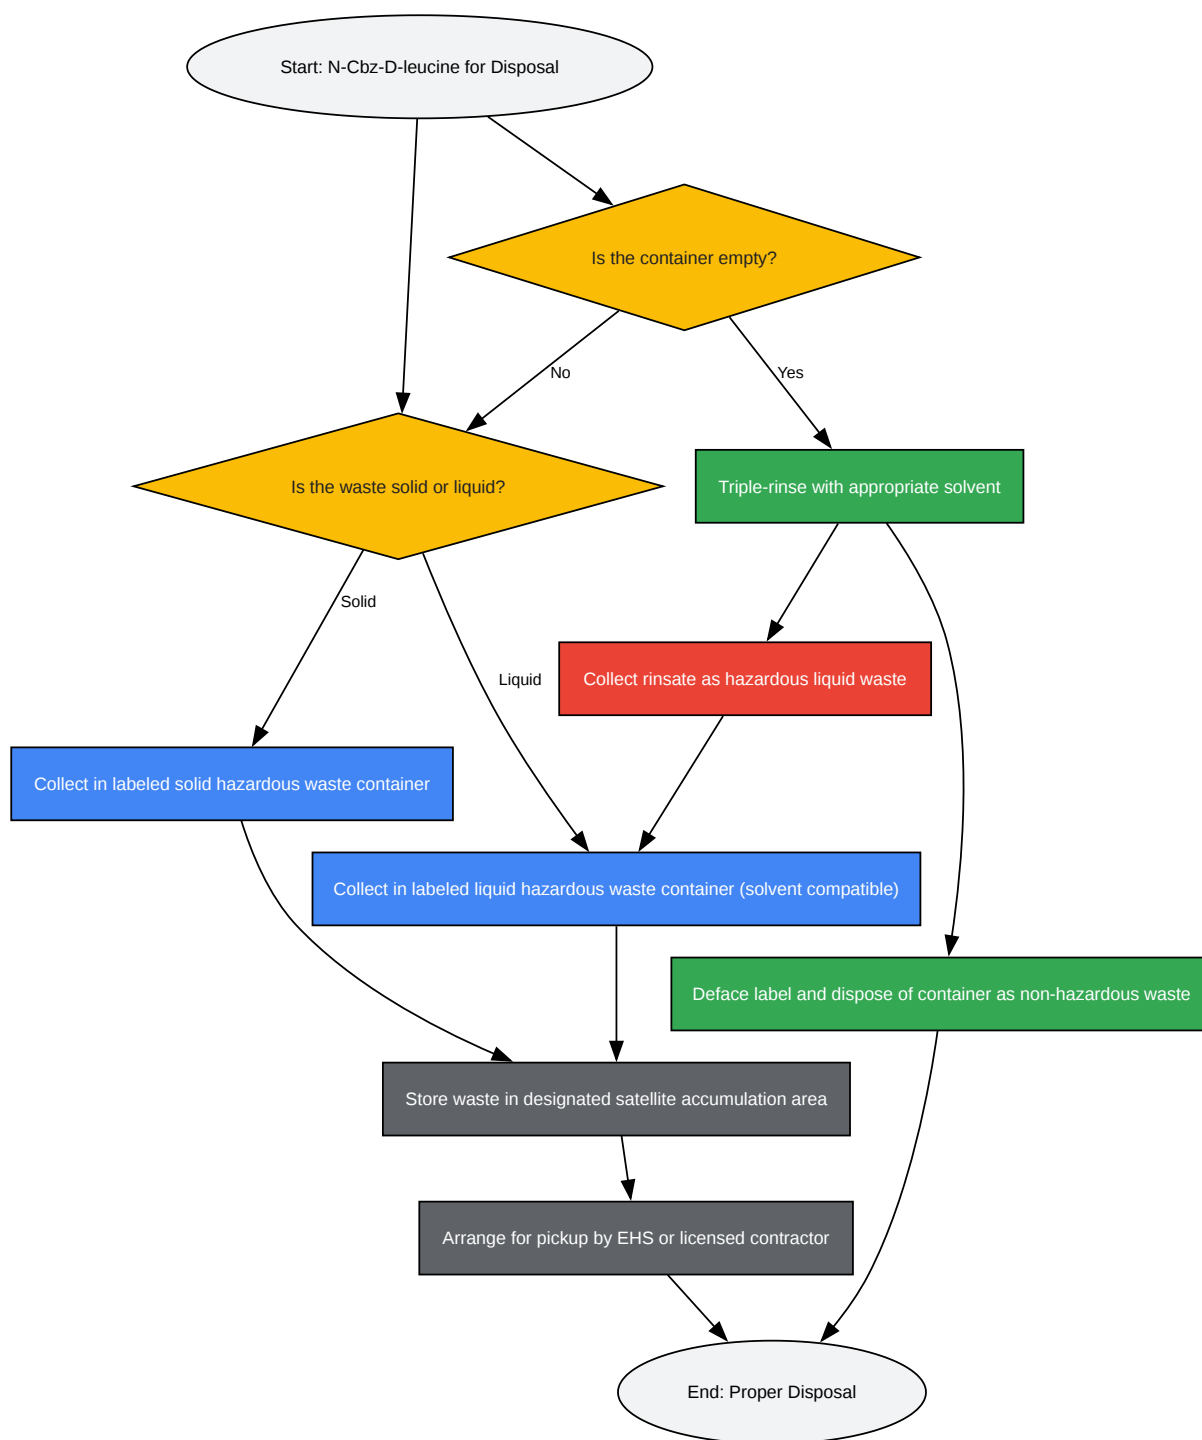 Start: N-Cbz-D-leucine for Disposal
Is the container empty?
No
Yes
Is the waste solid or liquid?
Triple-rinse with appropriate solvent
Solid
Liquid
Collect rinsate as hazardous liquid waste
Collect in labeled solid hazardous waste container
Collect in labeled liquid hazardous waste container (solvent compatible)
Deface label and dispose of container as non-hazardous waste
Store waste in designated satellite accumulation area
Arrange for pickup by EHS or licensed contractor
End: Proper Disposal